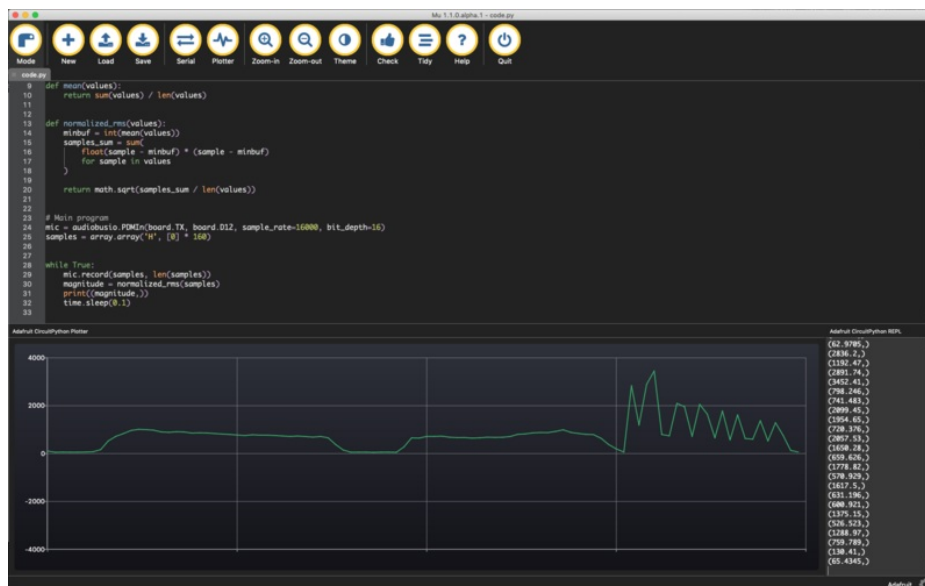 Mu 1.1.0.alpha.1 - code.py
Mode New Load Save Serial Plotter Zoom-in Zoom-out Theme Check Tidy Help Quit
code.py
9 def mean(values):
10 return sum(values) / len(values)
11
12
13 def normalized_rms(values):
14 minbuf = int(mean(values))
15 samples_sum = sum(
16 float(sample - minbuf) * (sample - minbuf)
17 for sample in values
18 )
19
20 return math.sqrt(samples_sum / len(values))
21
22
23 # Main program
24 mic = audiobusio.PDMIn(board.TX, board.D12, sample_rate=16000, bit_depth=16)
25 samples = array.array('H', [0] * 160)
26
27
28 while True:
29 mic.record(samples, len(samples))
30 magnitude = normalized_rms(samples)
31 print((magnitude,))
32 time.sleep(0.1)
33
Adafruit CircuitPython Plotter
4000
2000
0
-2000
-4000
Adafruit CircuitPython REPL
(62.9705,)
(2836.2,)
(1192.47,)
(2891.74,)
(3452.41,)
(798.246,)
(741.483,)
(2099.45,)
(1954.65,)
(720.376,)
(2057.53,)
(1650.28,)
(659.626,)
(1778.82,)
(570.929,)
(1617.5,)
(631.196,)
(600.921,)
(1375.15,)
(526.523,)
(1288.97,)
(759.789,)
(130.41,)
(65.4345,)
Adafruit